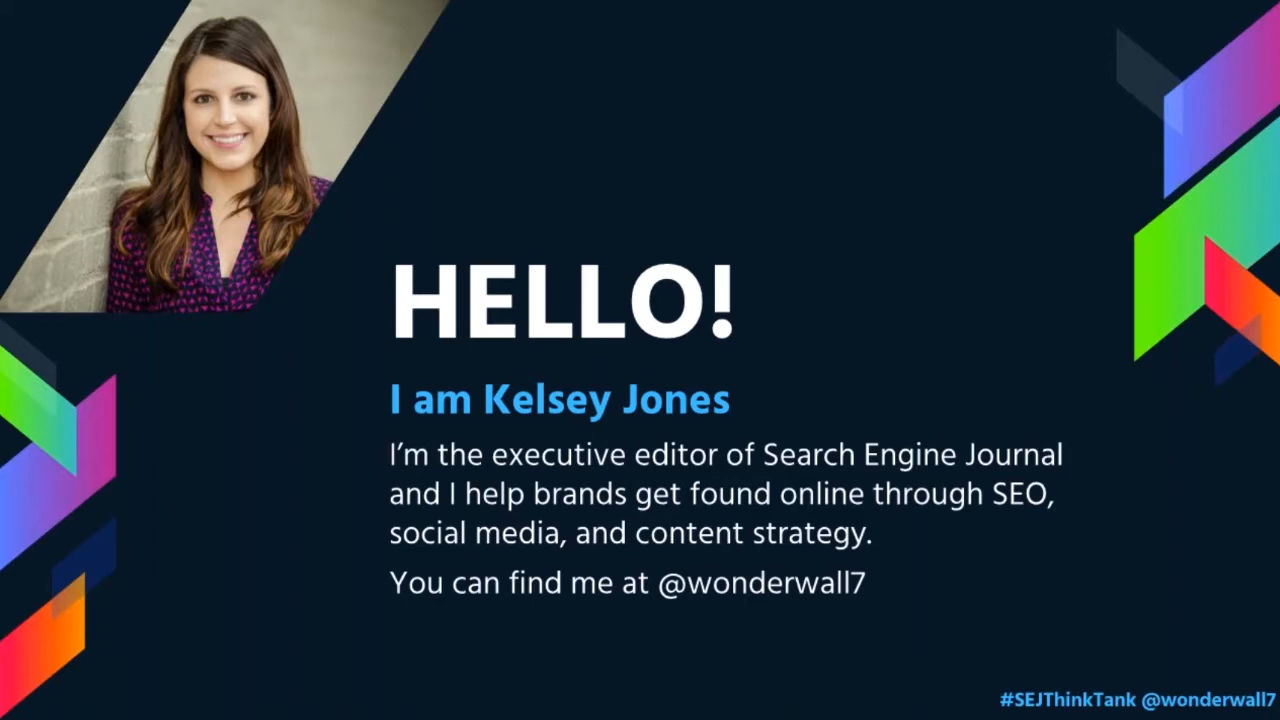 HELLO!
I am Kelsey Jones
I’m the executive editor of Search Engine Journal
and I help brands get found online through SEO,
social media, and content strategy.
You can find me at @wonderwall7
#SEJThinkTank @wonderwall7